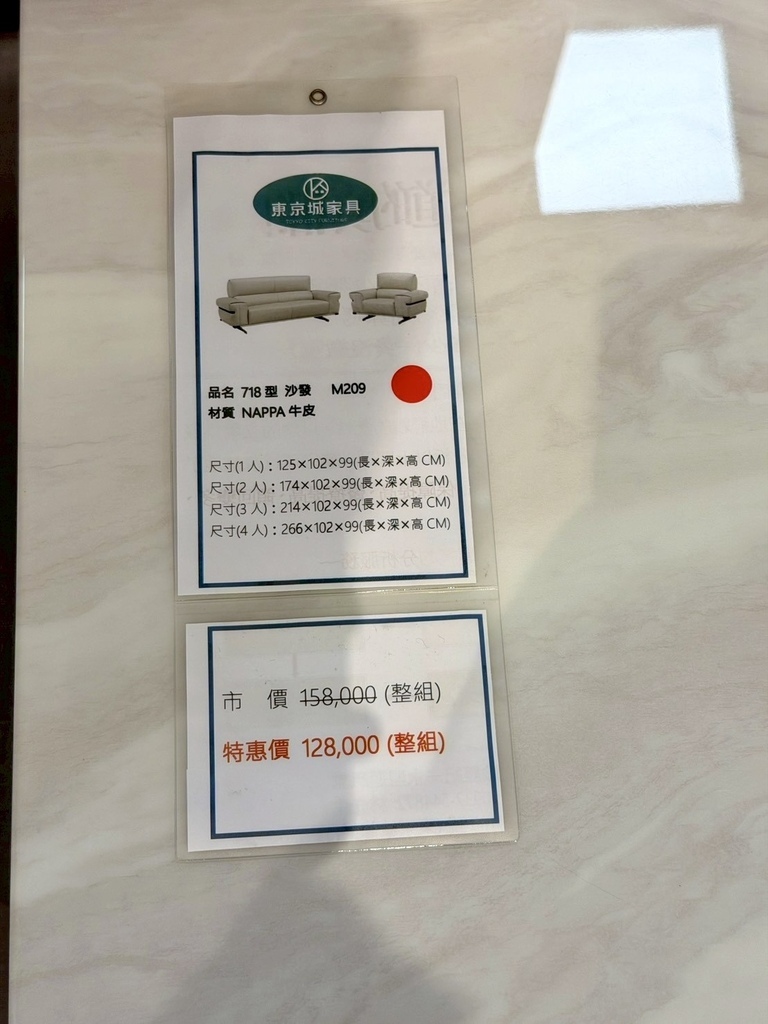 東京城家具
品名 718 型 沙發 M209
材質 NAPPA 牛皮
尺寸(1 人)：125×102×99(長×深×高 CM)
尺寸(2 人)：174×102×99(長×深×高 CM)
尺寸(3 人)：214×102×99(長×深×高 CM)
尺寸(4 人)：266×102×99(長×深×高 CM)
市 價 158,000 (整組)
特惠價 128,000 (整組)